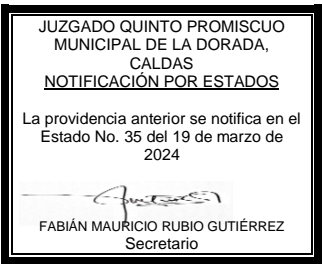 JUZGADO QUINTO PROMISCUO
MUNICIPAL DE LA DORADA,
CALDAS
NOTIFICACIÓN POR ESTADOS
La providencia anterior se notifica en el
Estado No. 35 del 19 de marzo de
2024
FABIÁN MAURICIO RUBIO GUTIÉRREZ
Secretario